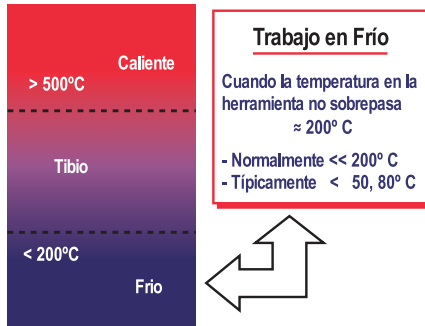 Caliente
> 500ºC
Tibio
< 200ºC
Frio
Trabajo en Frío
Cuando la temperatura en la
herramienta no sobrepasa
≈ 200º C
- Normalmente << 200º C
- Típicamente < 50, 80º C